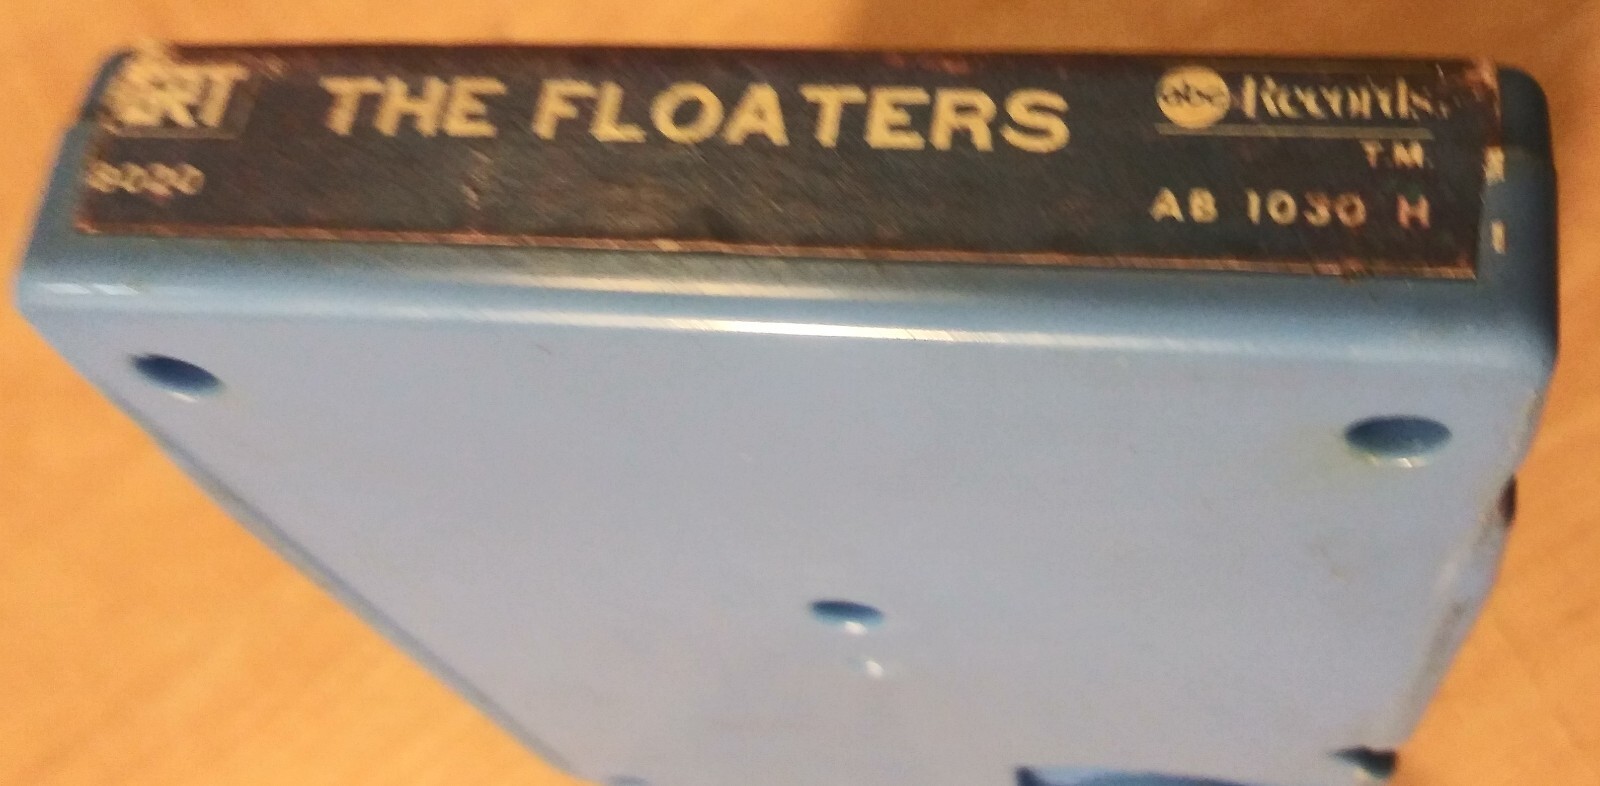 GRT THE FLOATERS abc Records
T.M.
8020 AB 1030 H